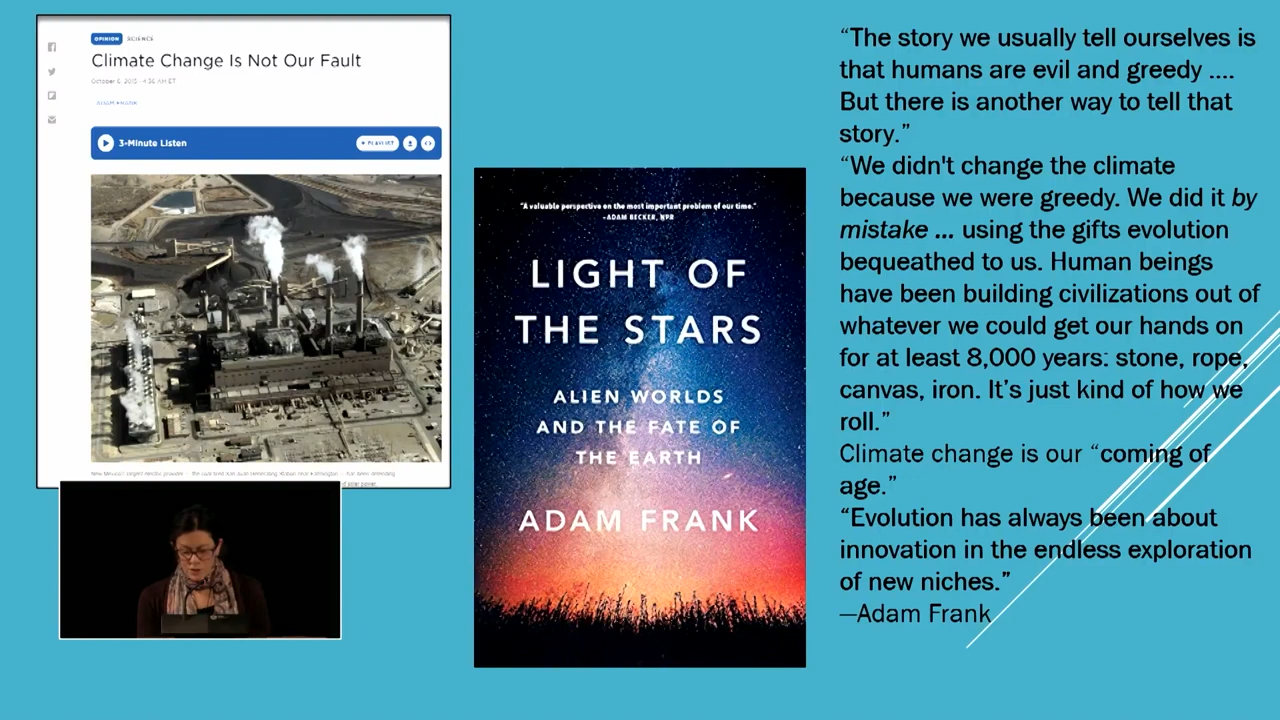 OPINION SCIENCE
Climate Change Is Not Our Fault
ADAM FRANK
3-Minute Listen
+ PLAYLIST
"A valuable perspective on the most important problem of our time."
–ADAM BECKER, NPR
LIGHT OF
THE STARS
ALIEN WORLDS
AND THE FATE OF
THE EARTH
ADAM FRANK
“The story we usually tell ourselves is
that humans are evil and greedy ....
But there is another way to tell that
story.”
“We didn't change the climate
because we were greedy. We did it by
mistake ... using the gifts evolution
bequeathed to us. Human beings
have been building civilizations out of
whatever we could get our hands on
for at least 8,000 years: stone, rope,
canvas, iron. It’s just kind of how we
roll.”
Climate change is our “coming of
age.”
“Evolution has always been about
innovation in the endless exploration
of new niches.”
—Adam Frank